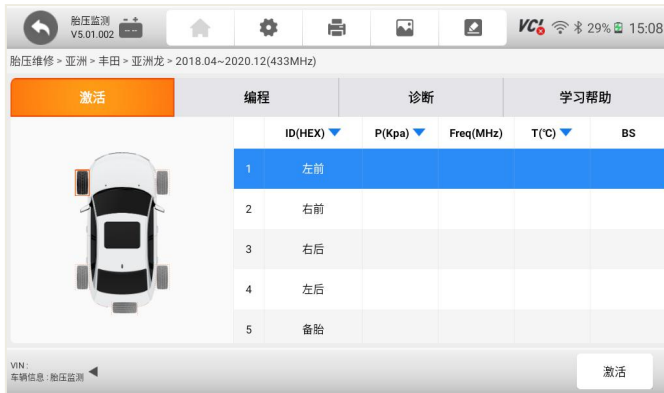 胎压监测
V5.01.002
VCI 29% 15:08
胎压维修 > 亚洲 > 丰田 > 亚洲龙 > 2018.04~2020.12(433MHz)
激活 编程 诊断 学习帮助
ID(HEX) P(Kpa) Freq(MHz) T(℃) BS
1 左前
2 右前
3 右后
4 左后
5 备胎
VIN :
车辆信息 : 胎压监测
激活